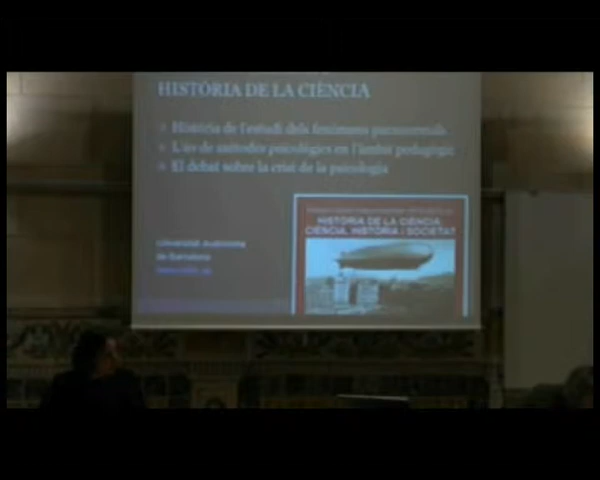 HISTÒRIA DE LA CIÈNCIA
Història de l'estudi dels fenòmens paranormals
L'ús de mètodes psicològics en l'àmbit pedagògic
El debat sobre la crisi de la psicologia
HISTÒRIA DE LA CIÈNCIA
CIÈNCIA, HISTÒRIA I SOCIETAT
Universitat Autònoma
de Barcelona